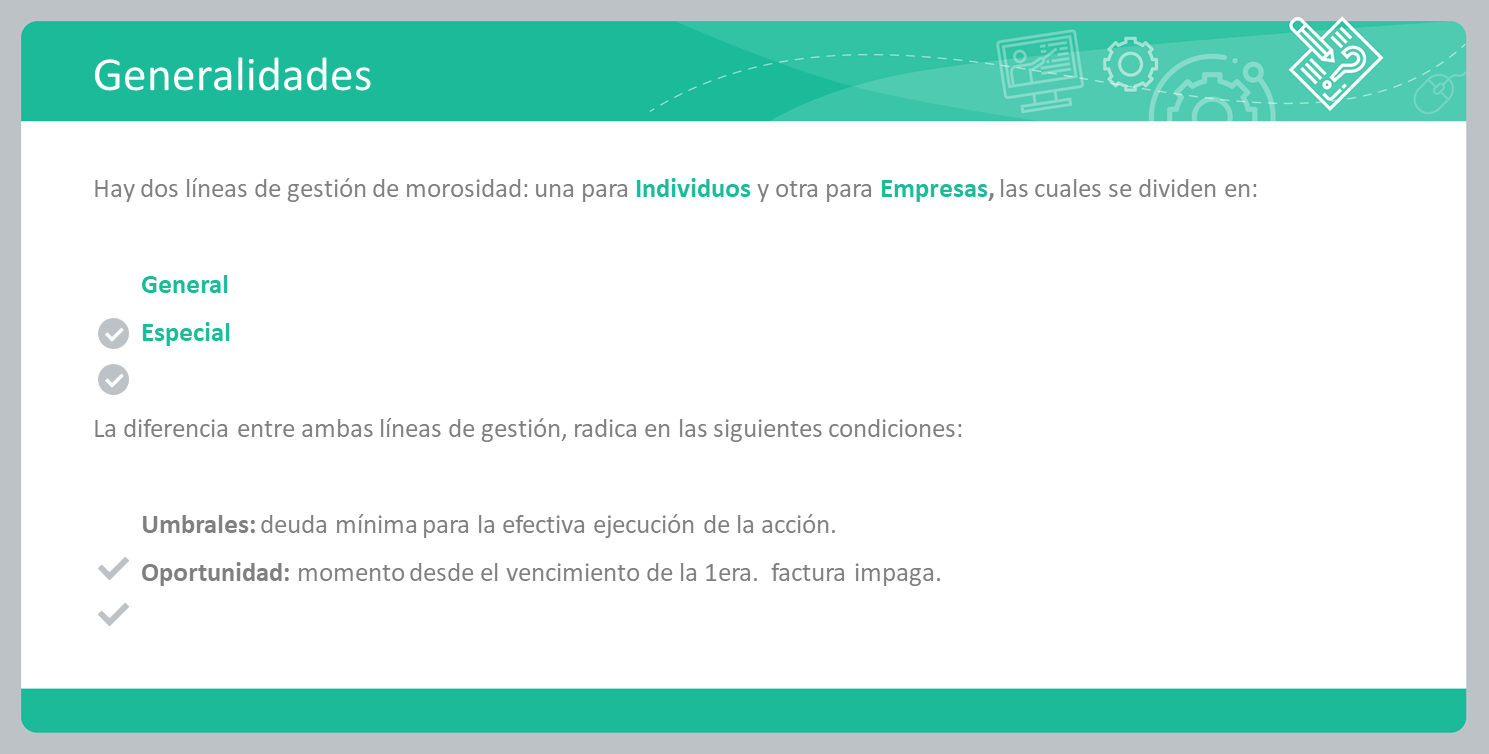 Generalidades
Hay dos líneas de gestión de morosidad: una para Individuos y otra para Empresas, las cuales se dividen en:
General
Especial
La diferencia entre ambas líneas de gestión, radica en las siguientes condiciones:
Umbrales: deuda mínima para la efectiva ejecución de la acción.
Oportunidad: momento desde el vencimiento de la 1era. factura impaga.